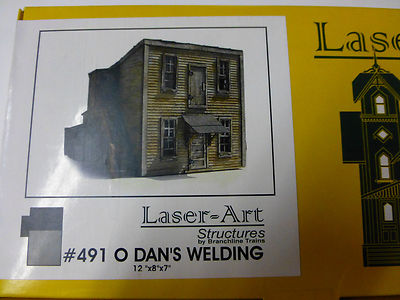 Lase
Laser-Art
Structures
by Branchline Trains
#491 O DAN'S WELDING
12 "x8"x7"